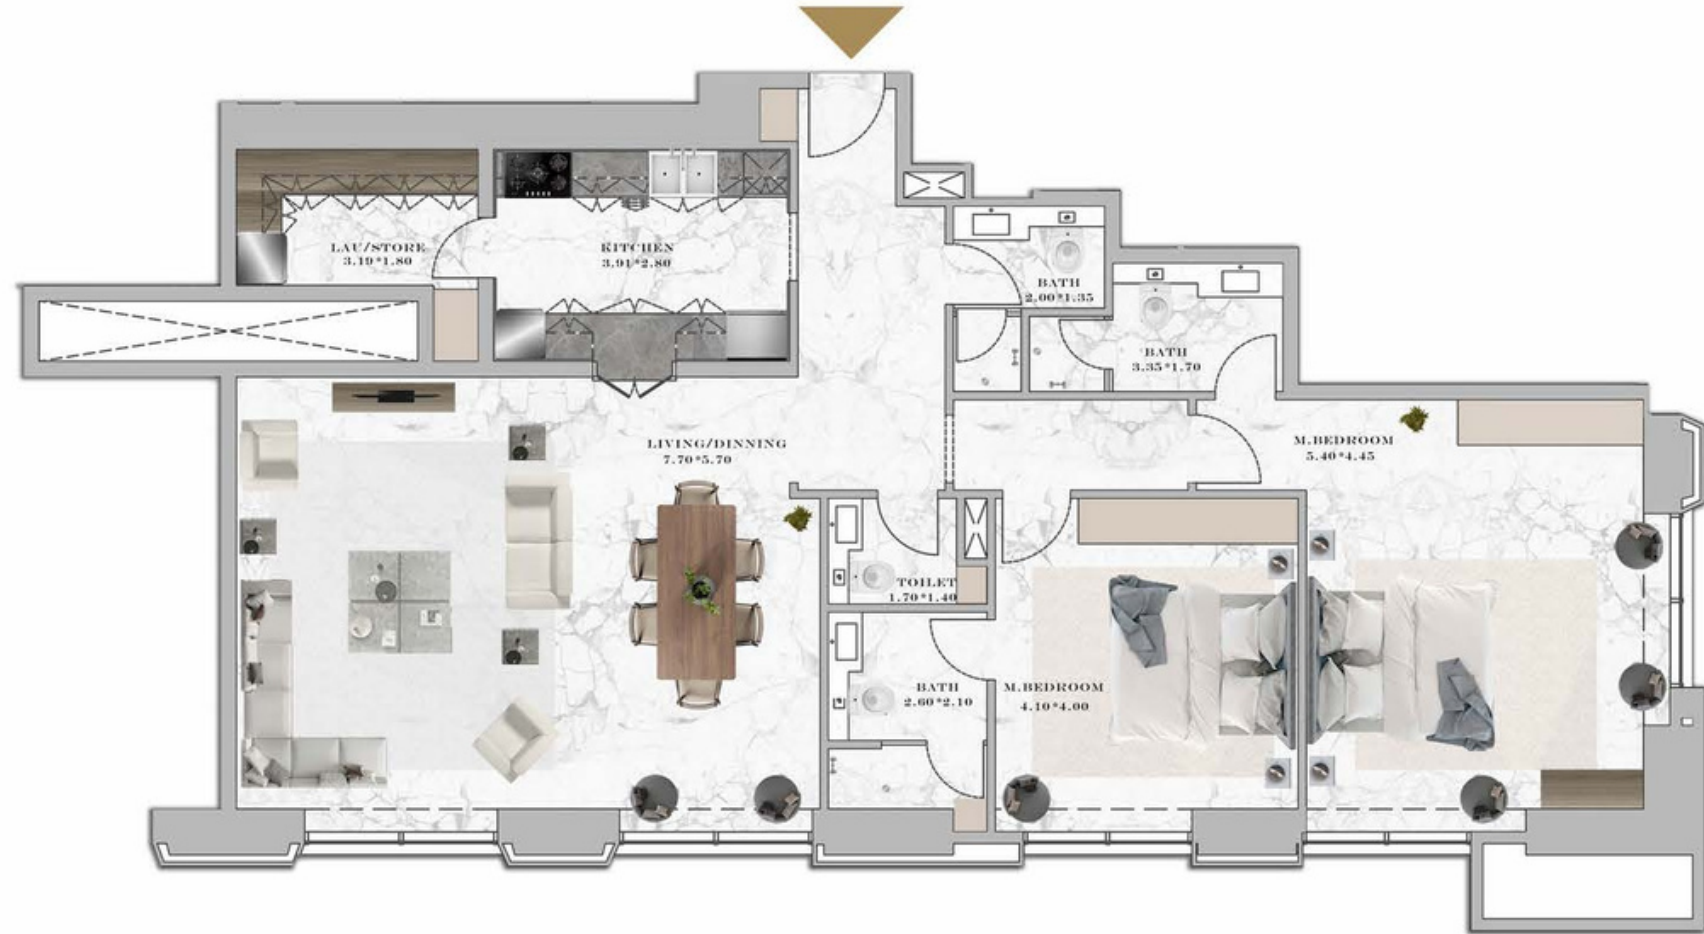 LAU/STORE
3.19*1.80
KITCHEN
3.91*2.80
BATH
2.00*1.35
BATH
3.35*1.70
LIVING/DINNING
7.70*5.70
M.BEDROOM
5.40*4.45
TOILET
1.70*1.40
BATH
2.60*2.10
M.BEDROOM
4.10*4.00